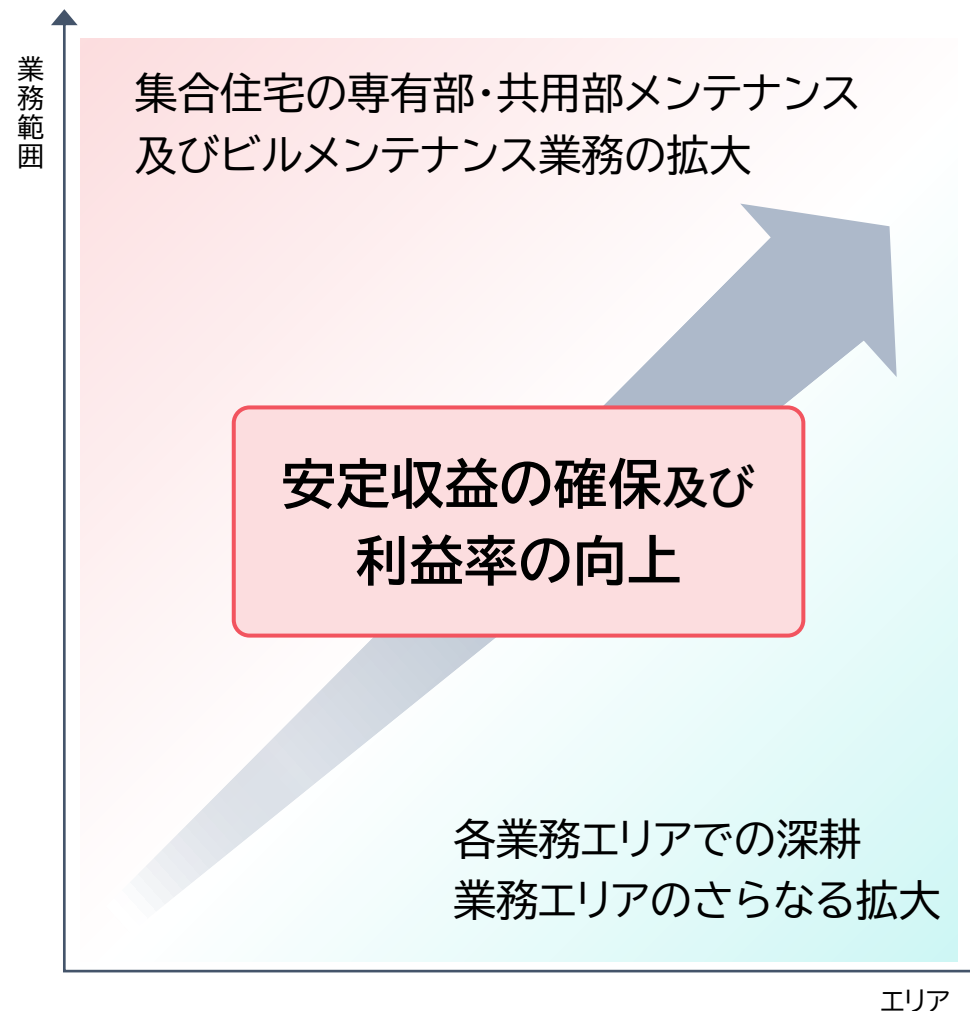 業務範囲
集合住宅の専有部・共用部メンテナンス
及びビルメンテナンス業務の拡大
安定収益の確保及び
利益率の向上
各業務エリアでの深耕
業務エリアのさらなる拡大
エリア